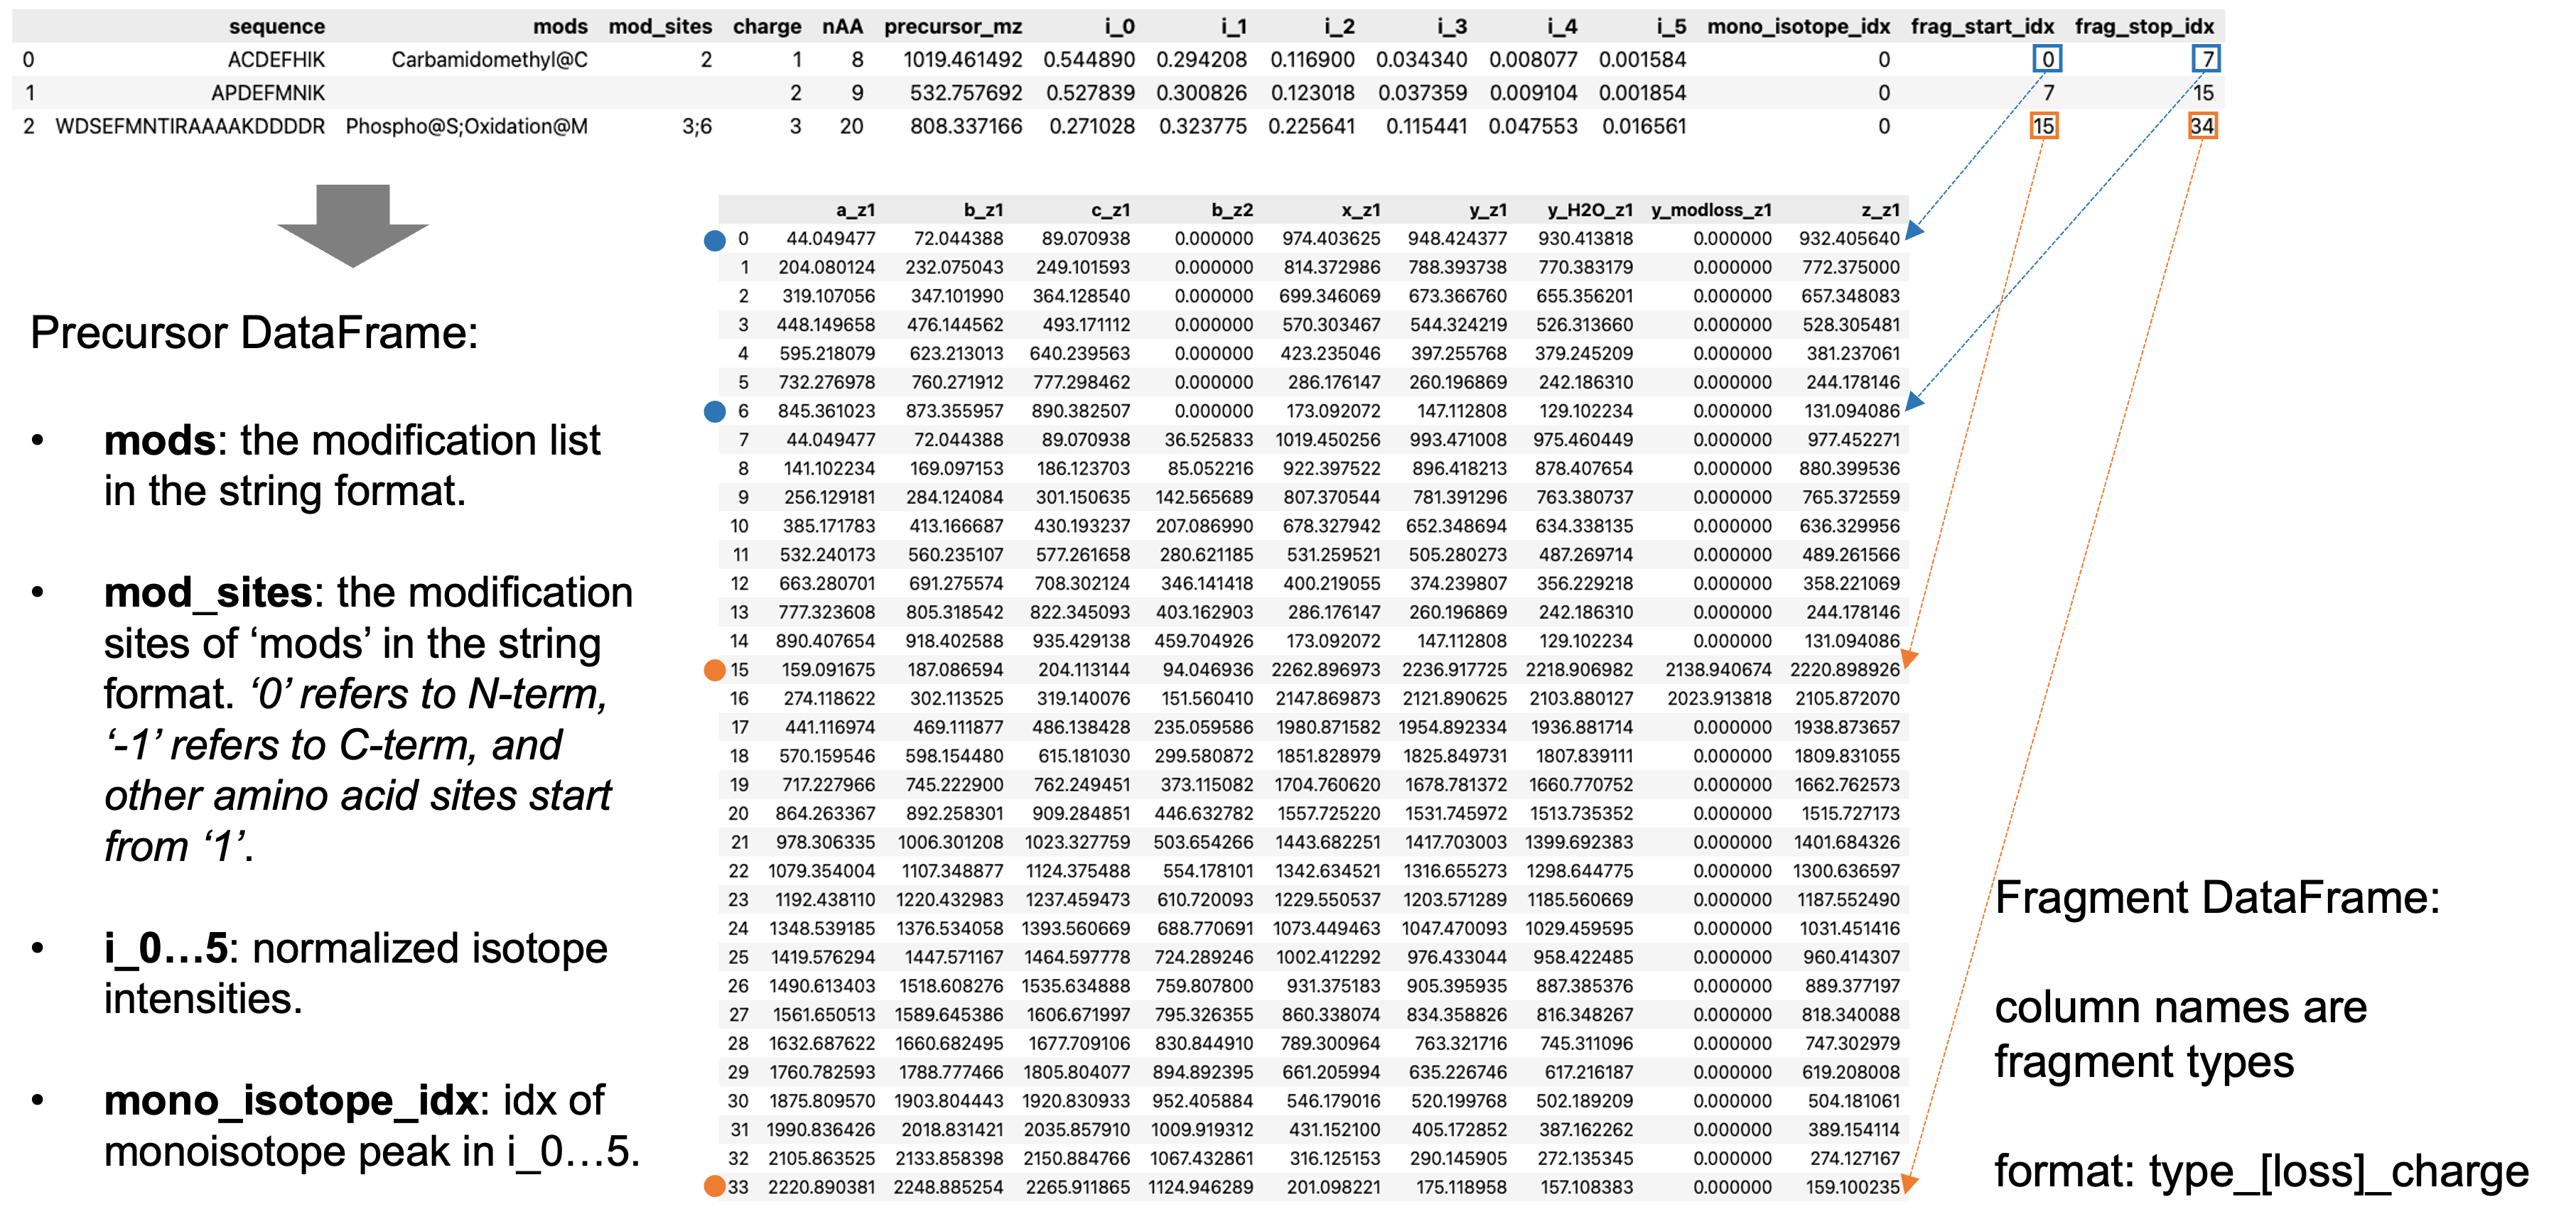 sequence mods mod_sites charge nAA precursor_mz i_0 i_1 i_2 i_3 i_4 i_5 mono_isotope_idx frag_start_idx frag_stop_idx
0 ACDEFHIK Carbamidomethyl@C 2 1 8 1019.461492 0.544890 0.294208 0.116900 0.034340 0.008077 0.001584 0 0 7
1 APDEFMNIK 2 9 532.757692 0.527839 0.300826 0.123018 0.037359 0.009104 0.001854 0 7 15
2 WDSEFMNTIRAAAAKDDDDR Phospho@S;Oxidation@M 3;6 3 20 808.337166 0.271028 0.323775 0.225641 0.115441 0.047553 0.016561 0 15 34
Precursor DataFrame:
• mods: the modification list
in the string format.
• mod_sites: the modification
sites of ‘mods’ in the string
format. ‘0’ refers to N-term,
‘-1’ refers to C-term, and
other amino acid sites start
from ‘1’.
• i_0…5: normalized isotope
intensities.
• mono_isotope_idx: idx of
monoisotope peak in i_0…5.
a_z1 b_z1 c_z1 b_z2 x_z1 y_z1 y_H2O_z1 y_modloss_z1 z_z1
0 44.049477 72.044388 89.070938 0.000000 974.403625 948.424377 930.413818 0.000000 932.405640
1 204.080124 232.075043 249.101593 0.000000 814.372986 788.393738 770.383179 0.000000 772.375000
2 319.107056 347.101990 364.128540 0.000000 699.346069 673.366760 655.356201 0.000000 657.348083
3 448.149658 476.144562 493.171112 0.000000 570.303467 544.324219 526.313660 0.000000 528.305481
4 595.218079 623.213013 640.239563 0.000000 423.235046 397.255768 379.245209 0.000000 381.237061
5 732.276978 760.271912 777.298462 0.000000 286.176147 260.196869 242.186310 0.000000 244.178146
6 845.361023 873.355957 890.382507 0.000000 173.092072 147.112808 129.102234 0.000000 131.094086
7 44.049477 72.044388 89.070938 36.525833 1019.450256 993.471008 975.460449 0.000000 977.452271
8 141.102234 169.097153 186.123703 85.052216 922.397522 896.418213 878.407654 0.000000 880.399536
9 256.129181 284.124084 301.150635 142.565689 807.370544 781.391296 763.380737 0.000000 765.372559
10 385.171783 413.166687 430.193237 207.086990 678.327942 652.348694 634.338135 0.000000 636.329956
11 532.240173 560.235107 577.261658 280.621185 531.259521 505.280273 487.269714 0.000000 489.261566
12 663.280701 691.275574 708.302124 346.141418 400.219055 374.239807 356.229218 0.000000 358.221069
13 777.323608 805.318542 822.345093 403.162903 286.176147 260.196869 242.186310 0.000000 244.178146
14 890.407654 918.402588 935.429138 459.704926 173.092072 147.112808 129.102234 0.000000 131.094086
15 159.091675 187.086594 204.113144 94.046936 2262.896973 2236.917725 2218.906982 2138.940674 2220.898926
16 274.118622 302.113525 319.140076 151.560410 2147.869873 2121.890625 2103.880127 2023.913818 2105.872070
17 441.116974 469.111877 486.138428 235.059586 1980.871582 1954.892334 1936.881714 0.000000 1938.873657
18 570.159546 598.154480 615.181030 299.580872 1851.828979 1825.849731 1807.839111 0.000000 1809.831055
19 717.227966 745.222900 762.249451 373.115082 1704.760620 1678.781372 1660.770752 0.000000 1662.762573
20 864.263367 892.258301 909.284851 446.632782 1557.725220 1531.745972 1513.735352 0.000000 1515.727173
21 978.306335 1006.301208 1023.327759 503.654266 1443.682251 1417.703003 1399.692383 0.000000 1401.684326
22 1079.354004 1107.348877 1124.375488 554.178101 1342.634521 1316.655273 1298.644775 0.000000 1300.636597
23 1192.438110 1220.432983 1237.459473 610.720093 1229.550537 1203.571289 1185.560669 0.000000 1187.552490
24 1348.539185 1376.534058 1393.560669 688.770691 1073.449463 1047.470093 1029.459595 0.000000 1031.451416
25 1419.576294 1447.571167 1464.597778 724.289246 1002.412292 976.433044 958.422485 0.000000 960.414307
26 1490.613403 1518.608276 1535.634888 759.807800 931.375183 905.395935 887.385376 0.000000 889.377197
27 1561.650513 1589.645386 1606.671997 795.326355 860.338074 834.358826 816.348267 0.000000 818.340088
28 1632.687622 1660.682495 1677.709106 830.844910 789.300964 763.321716 745.311096 0.000000 747.302979
29 1760.782593 1788.777466 1805.804077 894.892395 661.205994 635.226746 617.216187 0.000000 619.208008
30 1875.809570 1903.804443 1920.830933 952.405884 546.179016 520.199768 502.189209 0.000000 504.181061
31 1990.836426 2018.831421 2035.857910 1009.919312 431.152100 405.172852 387.162262 0.000000 389.154114
32 2105.863525 2133.858398 2150.884766 1067.432861 316.125153 290.145905 272.135345 0.000000 274.127167
33 2220.890381 2248.885254 2265.911865 1124.946289 201.098221 175.118958 157.108383 0.000000 159.100235
Fragment DataFrame:
column names are
fragment types
format: type_[loss]_charge